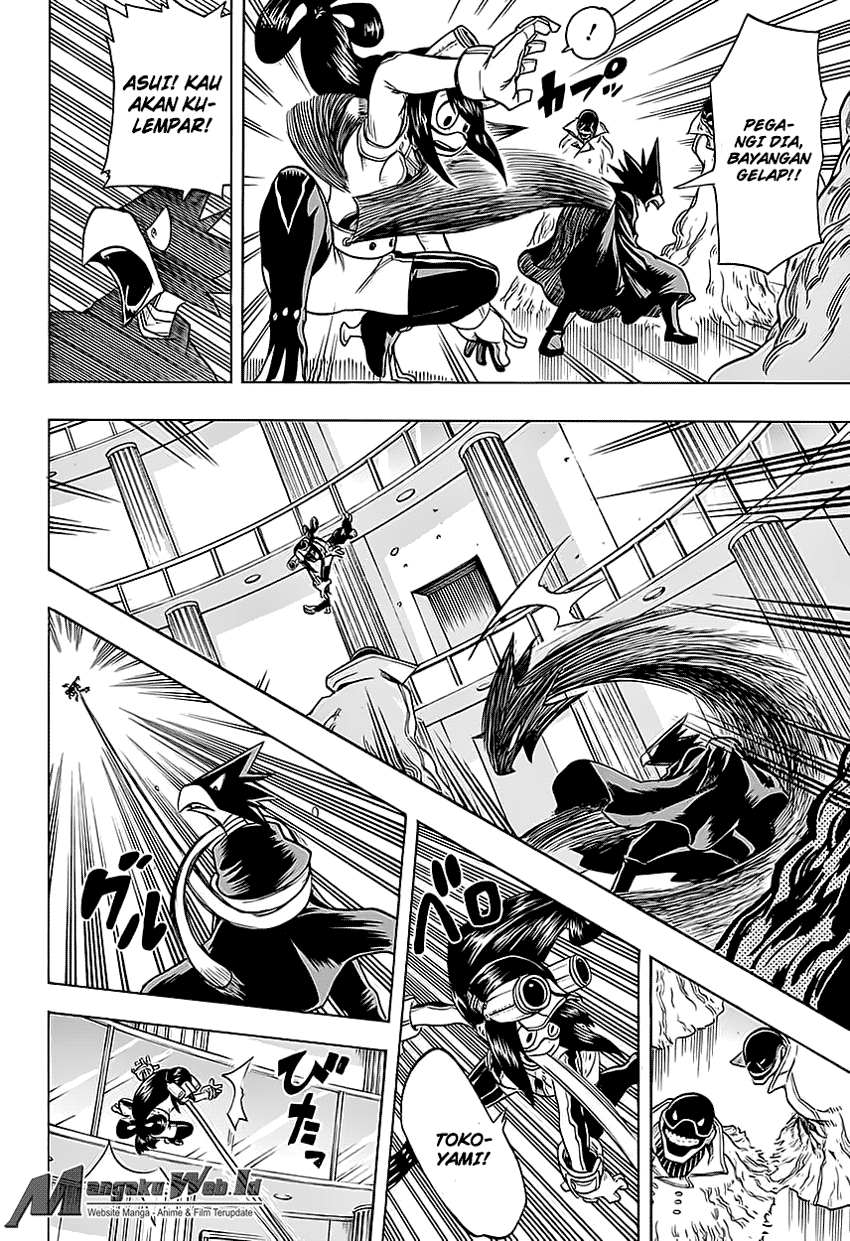 PEGA-
NGI DIA,
BAYANGAN
GELAP!!
!
カプッ
ASUI! KAU
AKAN KU-
LEMPAR!
ベロ
グルル
TOKO-
YAMI!
びたっ
MangakuWeb.Id
Website Manga - Anime & Film Terupdate